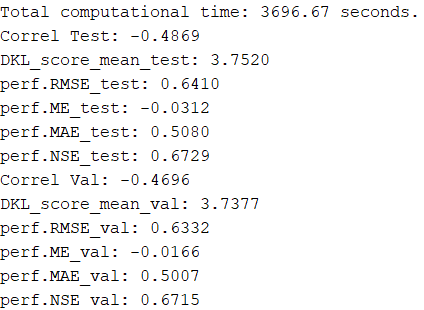 Total computational time: 3696.67 seconds.
Correl Test: -0.4869
DKL_score_mean_test: 3.7520
perf.RMSE_test: 0.6410
perf.ME_test: -0.0312
perf.MAE_test: 0.5080
perf.NSE_test: 0.6729
Correl Val: -0.4696
DKL_score_mean_val: 3.7377
perf.RMSE_val: 0.6332
perf.ME_val: -0.0166
perf.MAE_val: 0.5007
perf.NSE val: 0.6715